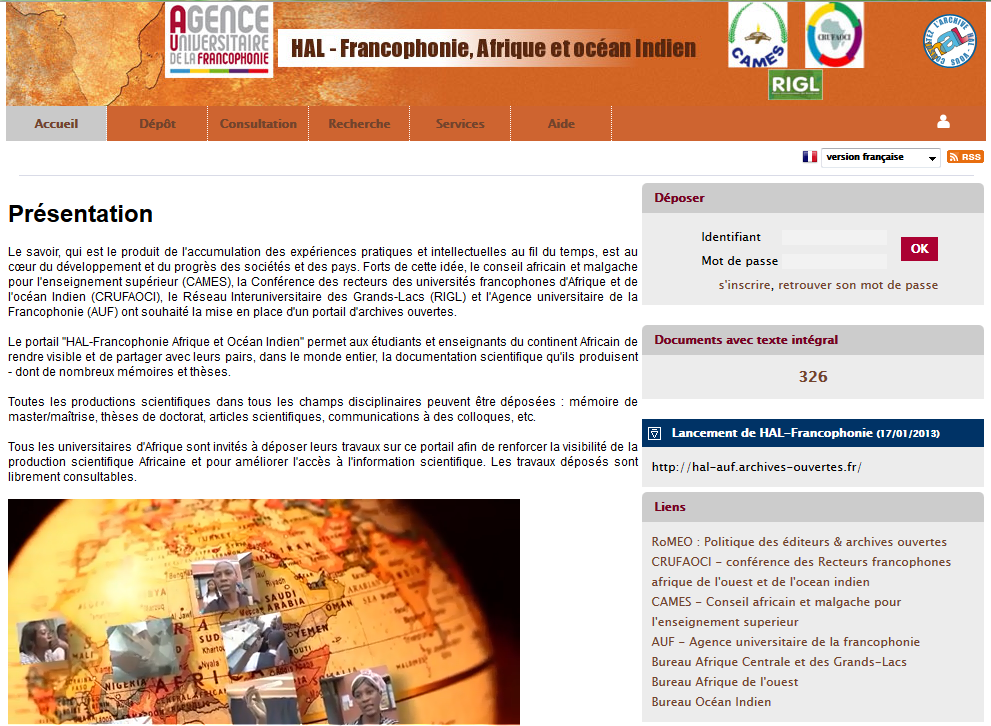 AGENCE
UNIVERSITAIRE
DE LA FRANCOPHONIE
HAL - Francophonie, Afrique et océan Indien
CAMES
CRUFAOCI
RIGL
Accueil
Dépôt
Consultation
Recherche
Services
Aide
version française
RSS
Présentation
Le savoir, qui est le produit de l'accumulation des expériences pratiques et intellectuelles au fil du temps, est au
cœur du développement et du progrès des sociétés et des pays. Forts de cette idée, le conseil africain et malgache
pour l'enseignement supérieur (CAMES), la Conférence des recteurs des universités francophones d'Afrique et de
l'océan Indien (CRUFAOCI), le Réseau Interuniversitaire des Grands-Lacs (RIGL) et l'Agence universitaire de la
Francophonie (AUF) ont souhaité la mise en place d'un portail d'archives ouvertes.
Le portail "HAL-Francophonie Afrique et Océan Indien" permet aux étudiants et enseignants du continent Africain de
rendre visible et de partager avec leurs pairs, dans le monde entier, la documentation scientifique qu'ils produisent
- dont de nombreux mémoires et thèses.
Toutes les productions scientifiques dans tous les champs disciplinaires peuvent être déposées : mémoire de
master/maîtrise, thèses de doctorat, articles scientifiques, communications à des colloques, etc.
Tous les universitaires d'Afrique sont invités à déposer leurs travaux sur ce portail afin de renforcer la visibilité de la
production scientifique Africaine et pour améliorer l'accès à l'information scientifique. Les travaux déposés sont
librement consultables.
TURKEY
Riyadh
SAUDI
ARABIA
OMAN
YEMEN
SUD
Khartoum
Nyala
MALI
NIGERIA
AFRICA
Déposer
Identifiant
Mot de passe
OK
s'inscrire, retrouver son mot de passe
Documents avec texte intégral
326
Lancement de HAL-Francophonie (17/01/2013)
http://hal-auf.archives-ouvertes.fr/
Liens
RoMEO : Politique des éditeurs & archives ouvertes
CRUFAOCI - conférence des Recteurs francophones
afrique de l'ouest et de l'ocean indien
CAMES - Conseil africain et malgache pour
l'enseignement superieur
AUF - Agence universitaire de la francophonie
Bureau Afrique Centrale et des Grands-Lacs
Bureau Afrique de l'ouest
Bureau Océan Indien